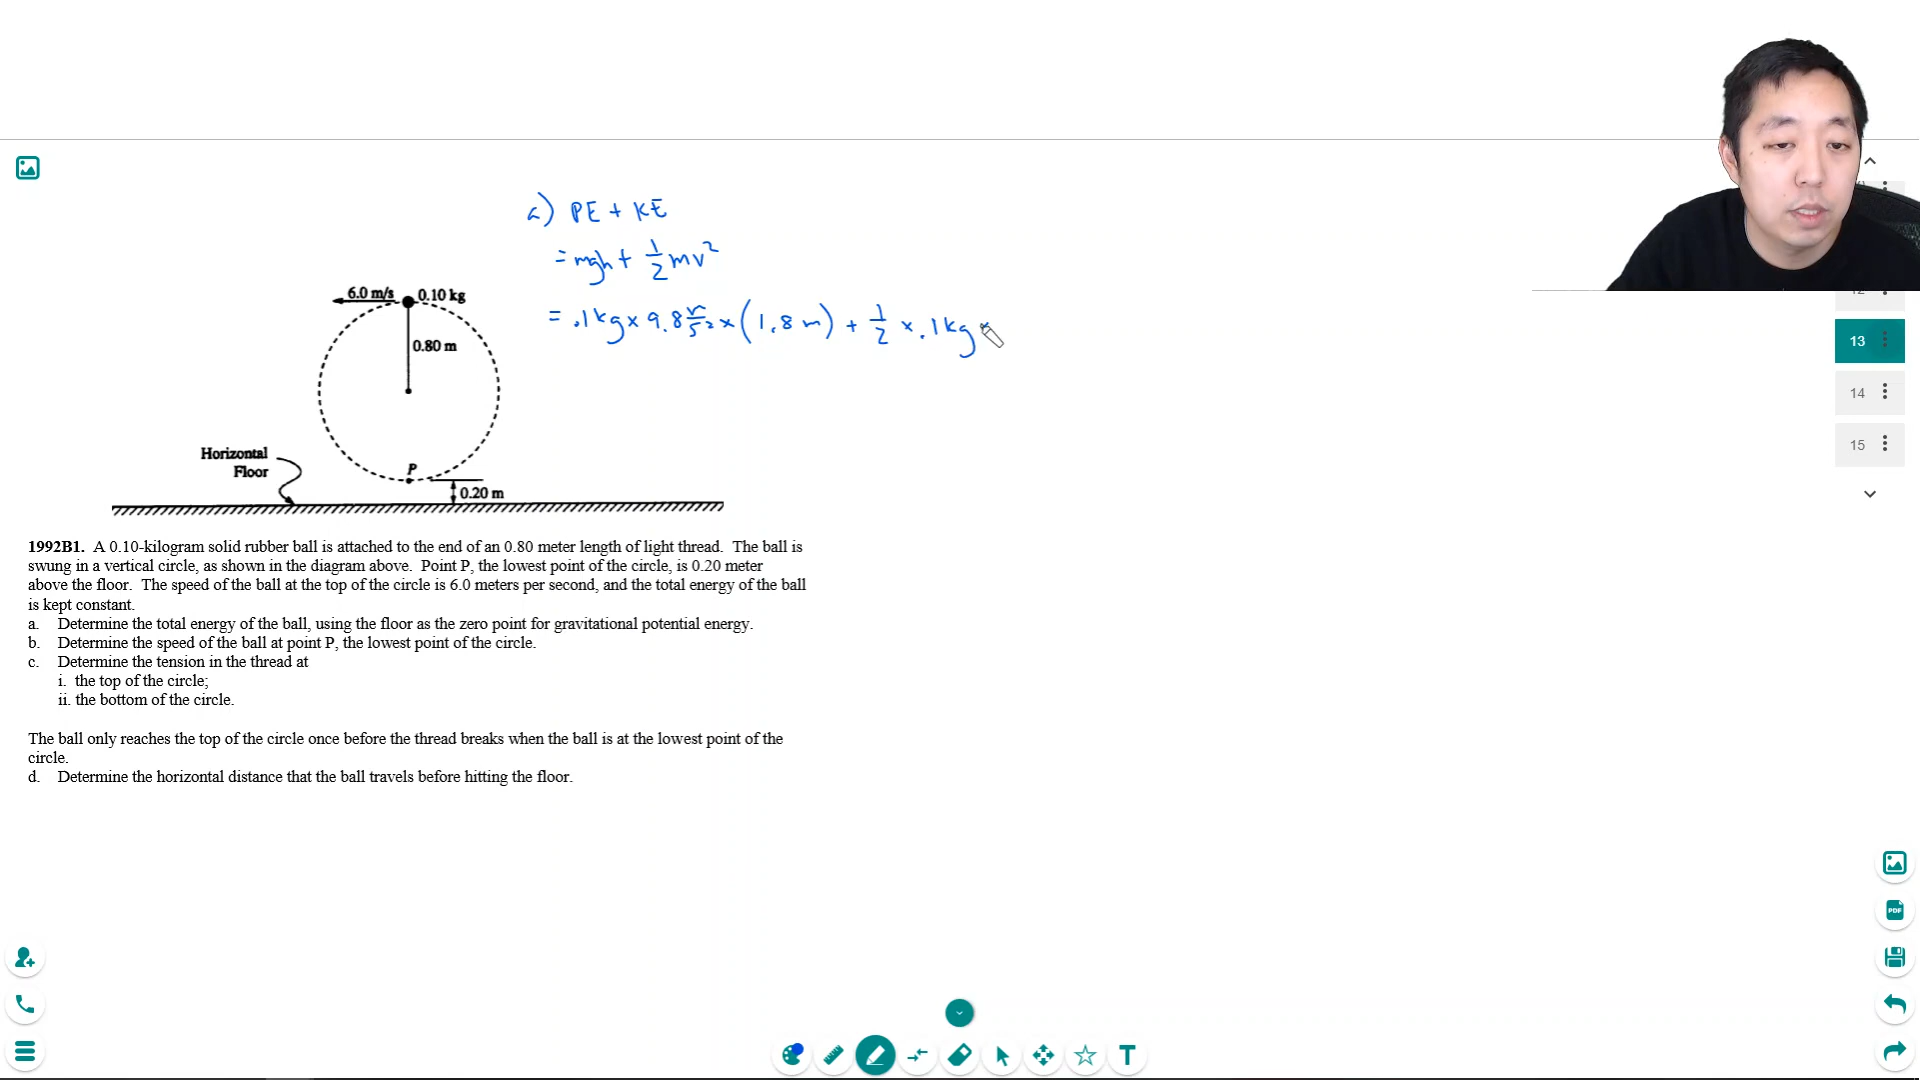 a) PE + KE
= mgh + 1/2 mv²
= .1kg × 9.8 m/s² × (1.8 m) + 1/2 × .1kg ×
6.0 m/s 0.10 kg
0.80 m
Horizontal
Floor
P
0.20 m
1992B1. A 0.10-kilogram solid rubber ball is attached to the end of an 0.80 meter length of light thread. The ball is
swung in a vertical circle, as shown in the diagram above. Point P, the lowest point of the circle, is 0.20 meter
above the floor. The speed of the ball at the top of the circle is 6.0 meters per second, and the total energy of the ball
is kept constant.
a. Determine the total energy of the ball, using the floor as the zero point for gravitational potential energy.
b. Determine the speed of the ball at point P, the lowest point of the circle.
c. Determine the tension in the thread at
i. the top of the circle;
ii. the bottom of the circle.
The ball only reaches the top of the circle once before the thread breaks when the ball is at the lowest point of the
circle.
d. Determine the horizontal distance that the ball travels before hitting the floor.
13
14
15
PDF
T